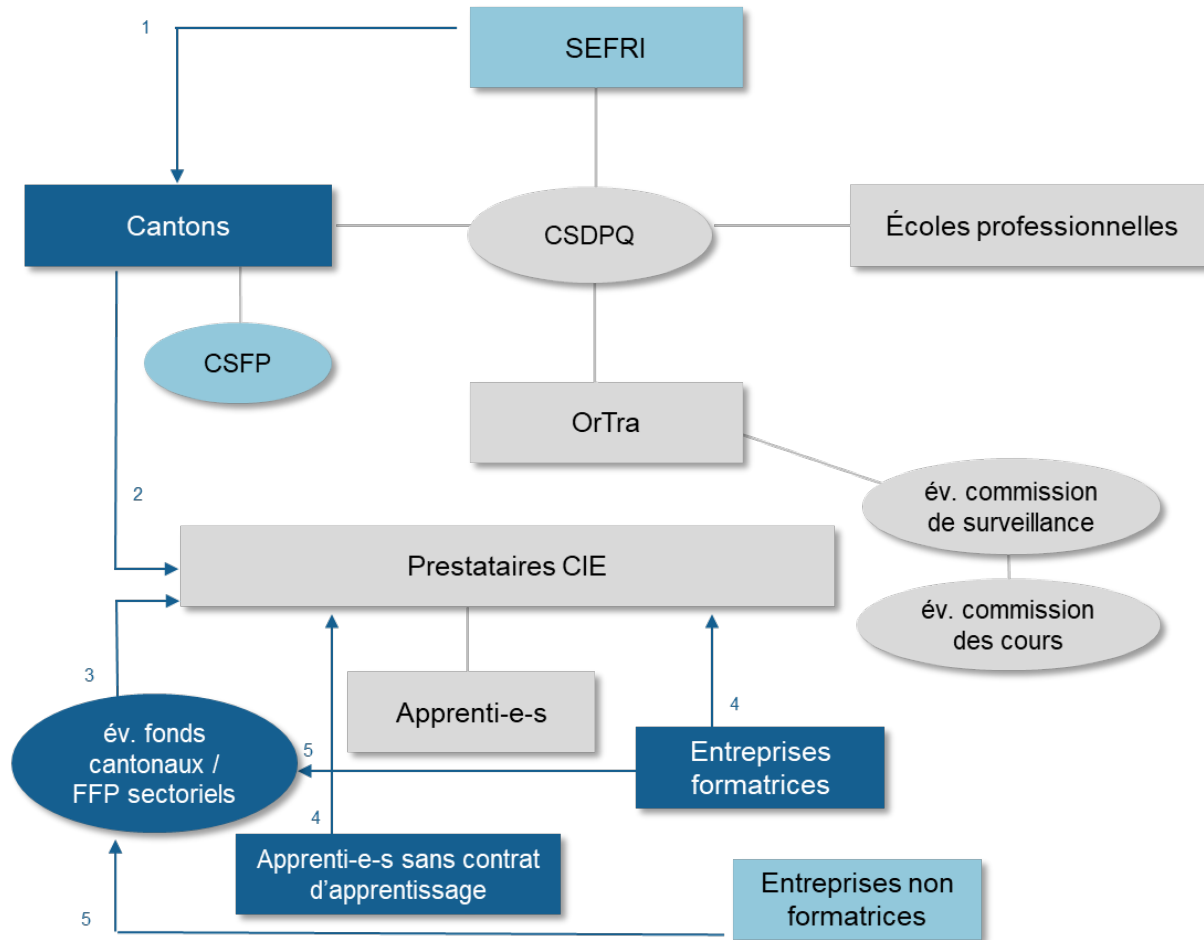 1
SEFRI
Cantons
CSDPQ
Écoles professionnelles
CSFP
OrTra
2
év. commission
de surveillance
Prestataires CIE
év. commission
des cours
3
Apprenti-e-s
4
év. fonds
cantonaux /
FFP sectoriels
5
Entreprises
formatrices
4
Apprenti-e-s sans contrat
d’apprentissage
Entreprises non
formatrices
5